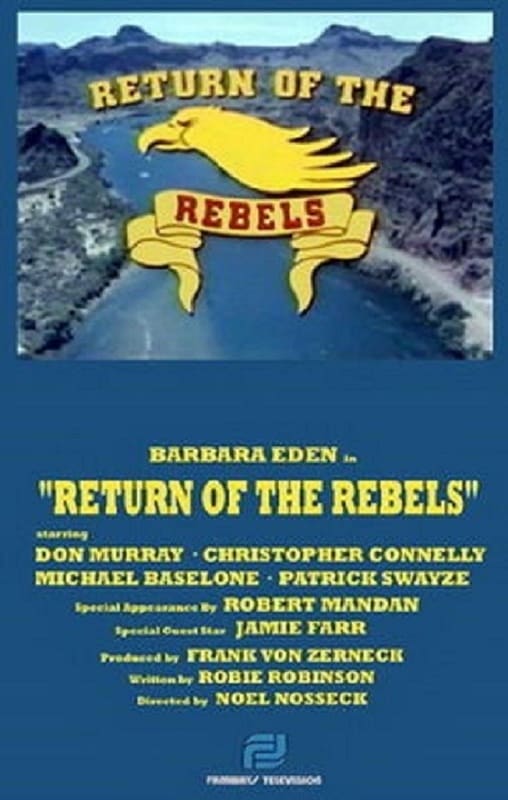 RETURN OF THE
REBELS
BARBARA EDEN in
"RETURN OF THE REBELS"
starring
DON MURRAY · CHRISTOPHER CONNELLY
MICHAEL BASELONE · PATRICK SWAYZE
Special Appearance By ROBERT MANDAN
Special Guest Star JAMIE FARR
Produced by FRANK VON ZERNECK
Written by ROBIE ROBINSON
Directed by NOEL NOSSECK
TELEVISION